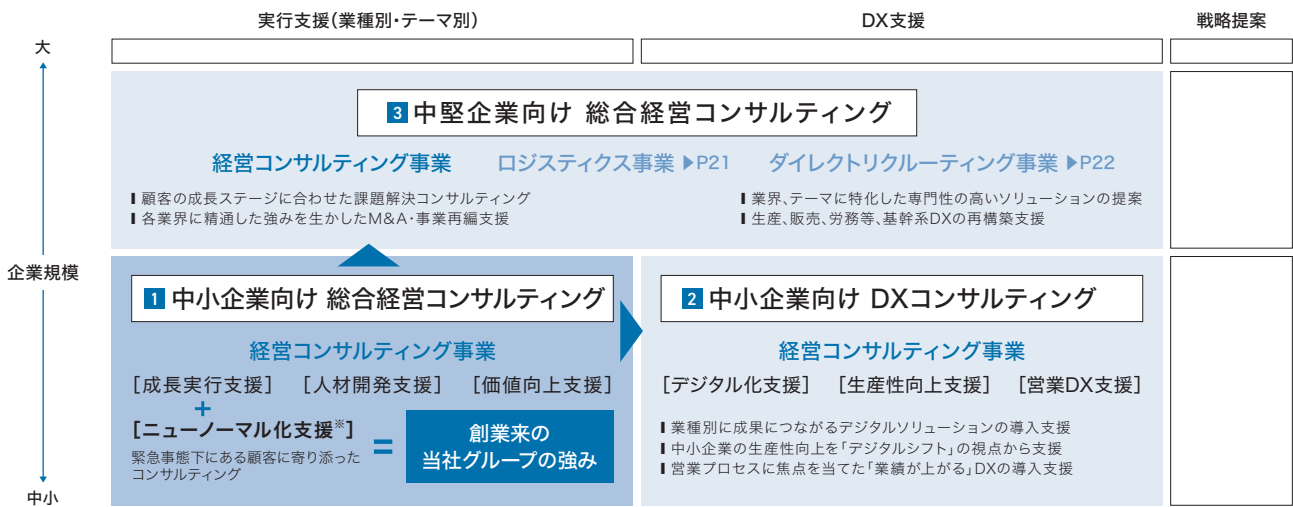 実行支援（業種別・テーマ別）
DX支援
戦略提案
大
企業規模
中小
3 中堅企業向け 総合経営コンサルティング
経営コンサルティング事業
ロジスティクス事業 ▶P21
ダイレクトリクルーティング事業 ▶P22
顧客の成長ステージに合わせた課題解決コンサルティング
各業界に精通した強みを生かしたM&A・事業再編支援
業界、テーマに特化した専門性の高いソリューションの提案
生産、販売、労務等、基幹系DXの再構築支援
1 中小企業向け 総合経営コンサルティング
経営コンサルティング事業
［成長実行支援］ ［人材開発支援］ ［価値向上支援］
+
［ニューノーマル化支援※］
緊急事態下にある顧客に寄り添った
コンサルティング
=
創業来の
当社グループの強み
2 中小企業向け DXコンサルティング
経営コンサルティング事業
［デジタル化支援］ ［生産性向上支援］ ［営業DX支援］
業種別に成果につながるデジタルソリューションの導入支援
中小企業の生産性向上を「デジタルシフト」の視点から支援
営業プロセスに焦点を当てた「業績が上がる」DXの導入支援